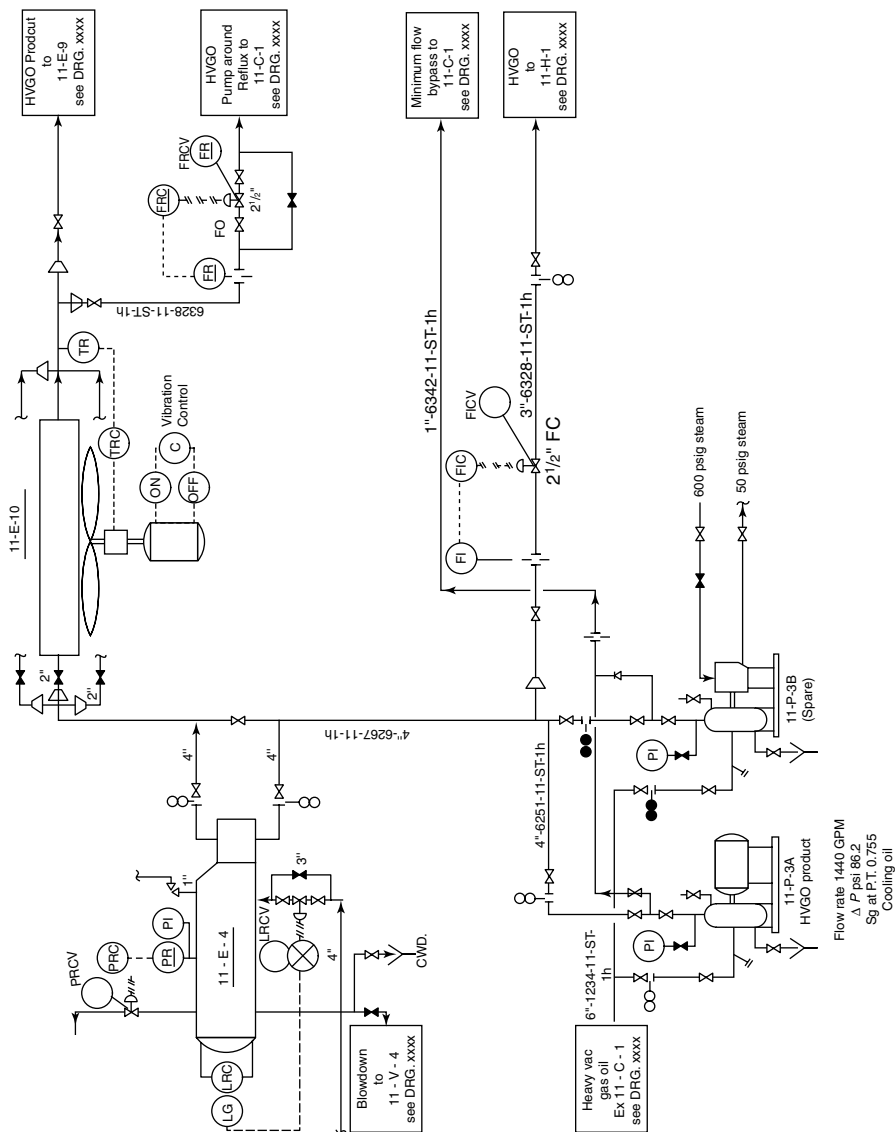 HVGO Prodcut
to
11-E-9
see DRG. xxxx
HVGO
Pump around
Reflux to
11-C-1
see DRG. xxxx
Minimum flow
bypass to
11-C-1
see DRG. xxxx
HVGO
to
11-H-1
see DRG. xxxx
FRCV
FR
FRC
2 1/2"
FO
FR
6328-11-ST-1h
TR
TRC
Vibration
Control
C
ON
OFF
11-E-10
2"
2"
1"-6342-11-ST-1h
3"-6328-11-ST-1h
FICV
FIC
2 1/2" FC
FI
600 psig steam
50 psig steam
4"-6267-11-1h
4"
4"
4"-6251-11-ST-1h
PI
11-P-3B
(Spare)
PRCV
PRC
PR
PI
1"
11 - E - 4
LRCV
3"
4"
LRC
LG
CWD.
Blowdown
to
11 - V - 4
see DRG. xxxx
Heavy vac
gas oil
Ex 11 - C - 1
see DRG. xxxx
6"-1234-11-ST-
1h
PI
11-P-3A
HVGO product
Flow rate 1440 GPM
Δ P psi 86.2
Sg at P.T. 0.755
Cooling oil